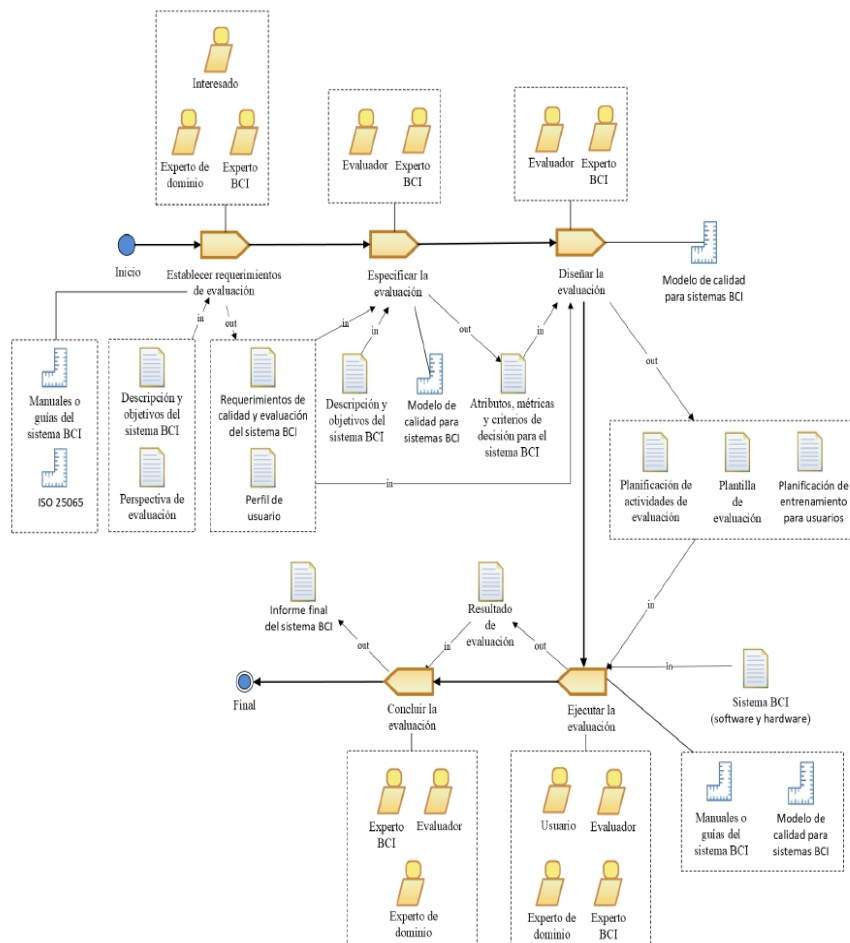 Interesado
Experto de
dominio
Experto
BCI
Evaluador
Experto
BCI
Evaluador
Experto
BCI
Inicio
Establecer requerimientos
de evaluación
Especificar la
evaluación
Diseñar la
evaluación
Modelo de calidad
para sistemas BCI
in
out
in
in
out
in
out
Manuales o
guías del
sistema BCI
ISO 25065
Descripción y
objetivos del
sistema BCI
Perspectiva de
evaluación
Requerimientos de
calidad y evaluación
del sistema BCI
Perfil de
usuario
Descripción y
objetivos del
sistema BCI
Modelo de
calidad para
sistemas BCI
Atributos, métricas
y criterios de
decisión para el
sistema BCI
in
Planificación de
actividades de
evaluación
Plantilla
de
evaluación
Planificación de
entrenamiento
para usuarios
Informe final
del sistema BCI
Resultado
de
evaluación
in
out
in
out
in
Final
Concluir la
evaluación
Ejecutar la
evaluación
Sistema BCI
(software y hardware)
Experto
BCI
Evaluador
Experto de
dominio
Usuario
Evaluador
Experto de
dominio
Experto
BCI
Manuales o
guías del
sistema BCI
Modelo de
calidad para
sistemas BCI